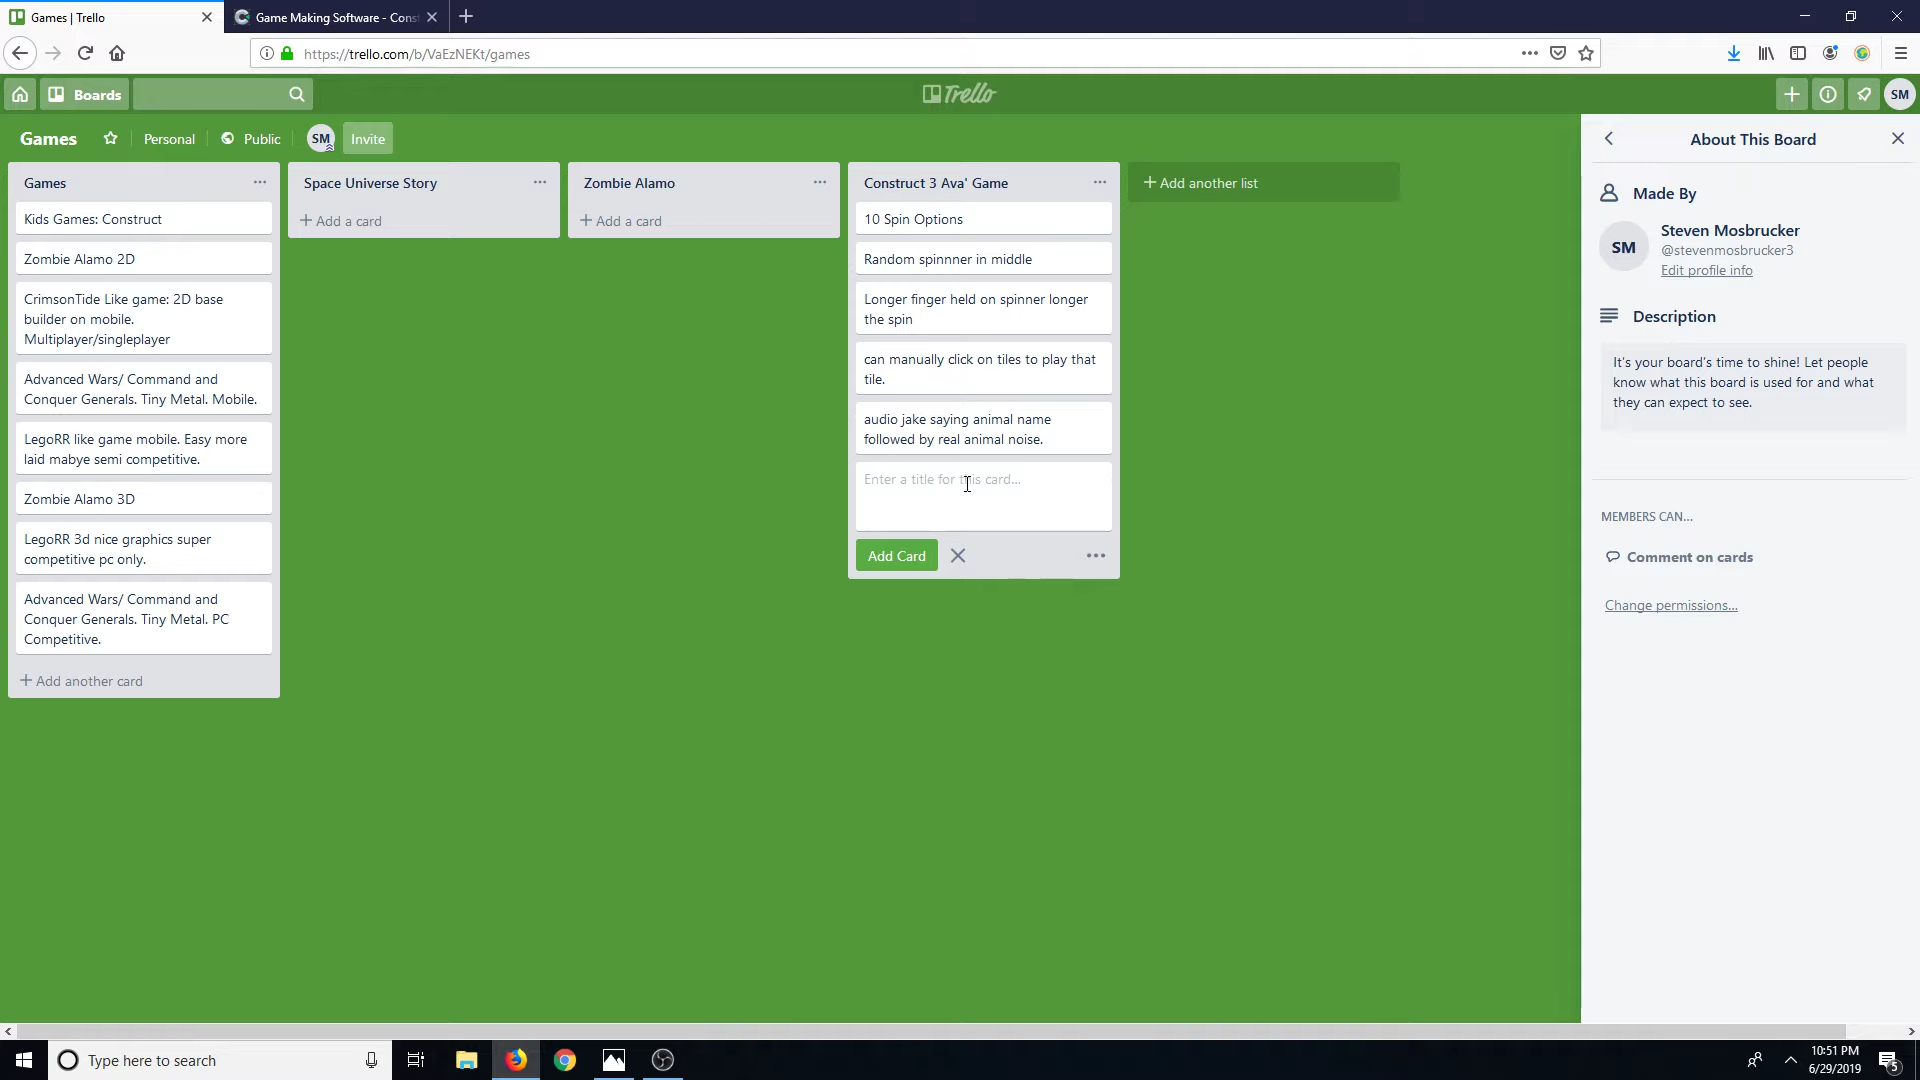 Games | Trello
Game Making Software - Cons
https://trello.com/b/VaEzNEKt/games
Boards
Trello
SM
Games
Personal
Public
SM
Invite
Games
Kids Games: Construct
Zombie Alamo 2D
CrimsonTide Like game: 2D base
builder on mobile.
Multiplayer/singleplayer
Advanced Wars/ Command and
Conquer Generals. Tiny Metal. Mobile.
LegoRR like game mobile. Easy more
laid mabye semi competitive.
Zombie Alamo 3D
LegoRR 3d nice graphics super
competitive pc only.
Advanced Wars/ Command and
Conquer Generals. Tiny Metal. PC
Competitive.
+ Add another card
Space Universe Story
+ Add a card
Zombie Alamo
+ Add a card
Construct 3 Ava' Game
10 Spin Options
Random spinnner in middle
Longer finger held on spinner longer
the spin
can manually click on tiles to play that
tile.
audio jake saying animal name
followed by real animal noise.
Enter a title for this card...
Add Card
+ Add another list
About This Board
Made By
SM
Steven Mosbrucker
@stevenmosbrucker3
Edit profile info
Description
It's your board's time to shine! Let people
know what this board is used for and what
they can expect to see.
MEMBERS CAN...
Comment on cards
Change permissions...
Type here to search
10:51 PM
6/29/2019
5